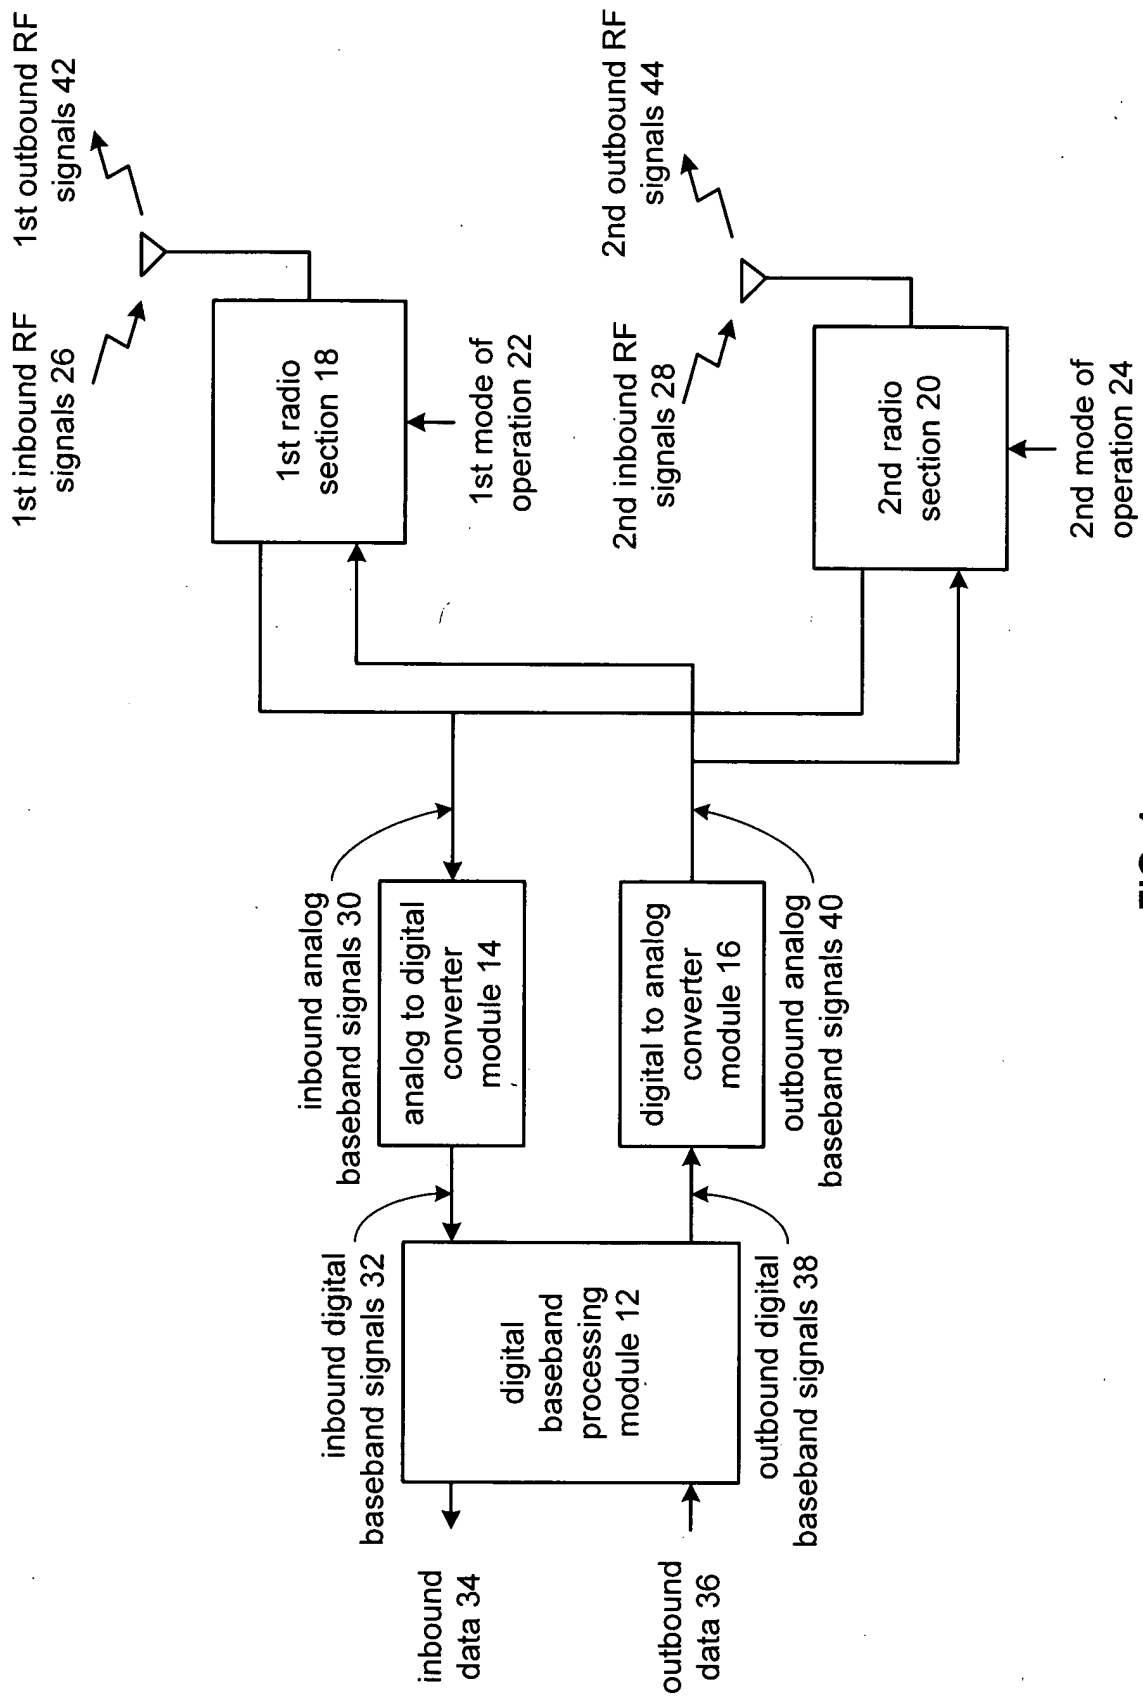 1st inbound RF
signals 26
1st outbound RF
signals 42
1st radio
section 18
1st mode of
operation 22
2nd inbound RF
signals 28
2nd outbound RF
signals 44
2nd radio
section 20
2nd mode of
operation 24
inbound analog
baseband signals 30
analog to digital
converter
module 14
digital to analog
converter
module 16
outbound analog
baseband signals 40
inbound digital
baseband signals 32
digital
baseband
processing
module 12
outbound digital
baseband signals 38
inbound
data 34
outbound
data 36